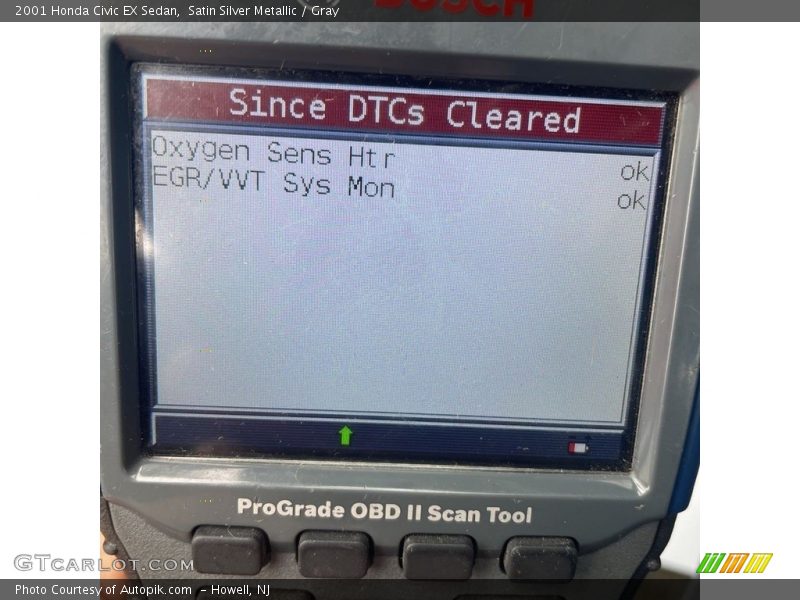 2001 Honda Civic EX Sedan,  Satin Silver Metallic / Gray
BOSCH
Since DTCs Cleared
Oxygen Sens Htr ok
EGR/VVT Sys Mon ok
ProGrade OBD II Scan Tool
GTCARLOT.COM
Photo Courtesy of Autopik.com  – Howell, NJ